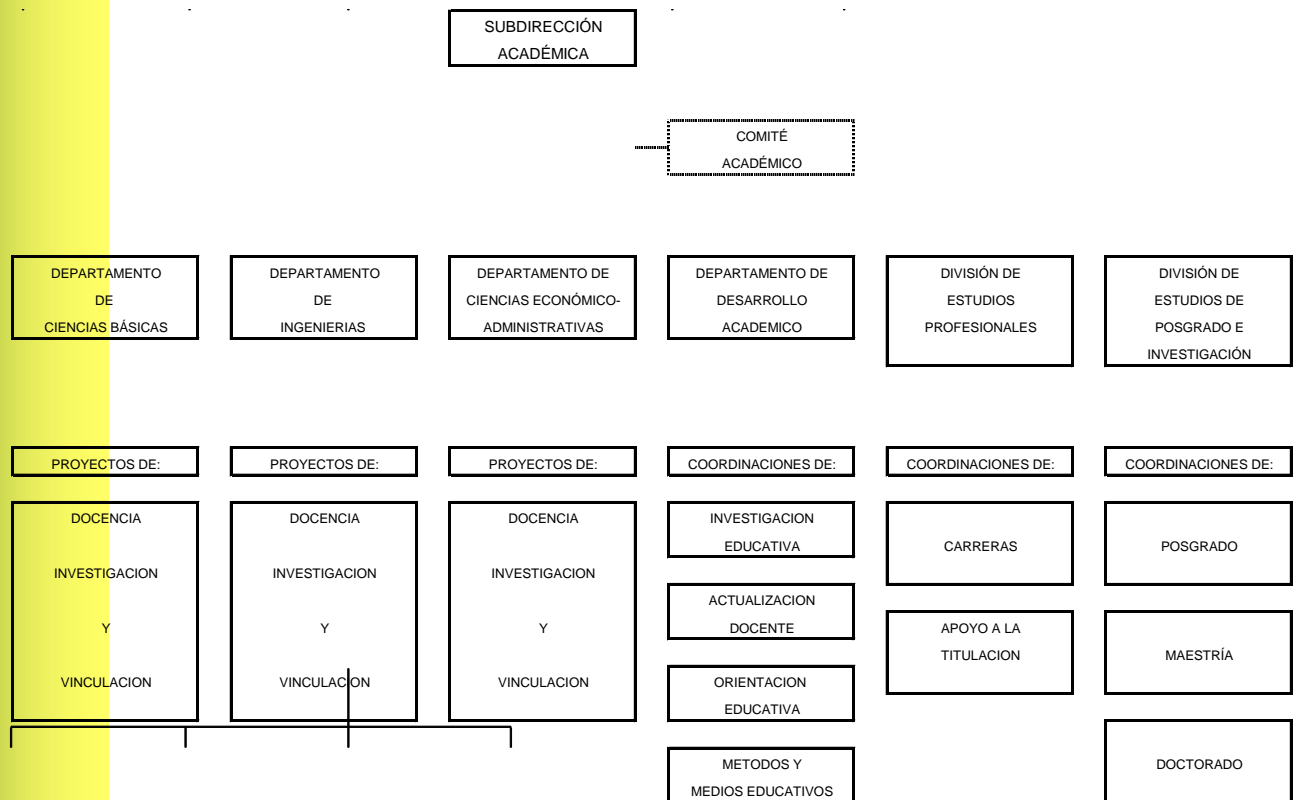 SUBDIRECCIÓN
ACADÉMICA
COMITÉ
ACADÉMICO
DEPARTAMENTO
DE
CIENCIAS BÁSICAS
DEPARTAMENTO
DE
INGENIERIAS
DEPARTAMENTO DE
CIENCIAS ECONÓMICO-
ADMINISTRATIVAS
DEPARTAMENTO DE
DESARROLLO
ACADEMICO
DIVISIÓN DE
ESTUDIOS
PROFESIONALES
DIVISIÓN DE
ESTUDIOS DE
POSGRADO E
INVESTIGACIÓN
PROYECTOS DE:
PROYECTOS DE:
PROYECTOS DE:
COORDINACIONES DE:
COORDINACIONES DE:
COORDINACIONES DE:
DOCENCIA
INVESTIGACION
Y
VINCULACION
DOCENCIA
INVESTIGACION
Y
VINCULACION
DOCENCIA
INVESTIGACION
Y
VINCULACION
INVESTIGACION
EDUCATIVA
ACTUALIZACION
DOCENTE
ORIENTACION
EDUCATIVA
METODOS Y
MEDIOS EDUCATIVOS
CARRERAS
APOYO A LA
TITULACION
POSGRADO
MAESTRÍA
DOCTORADO